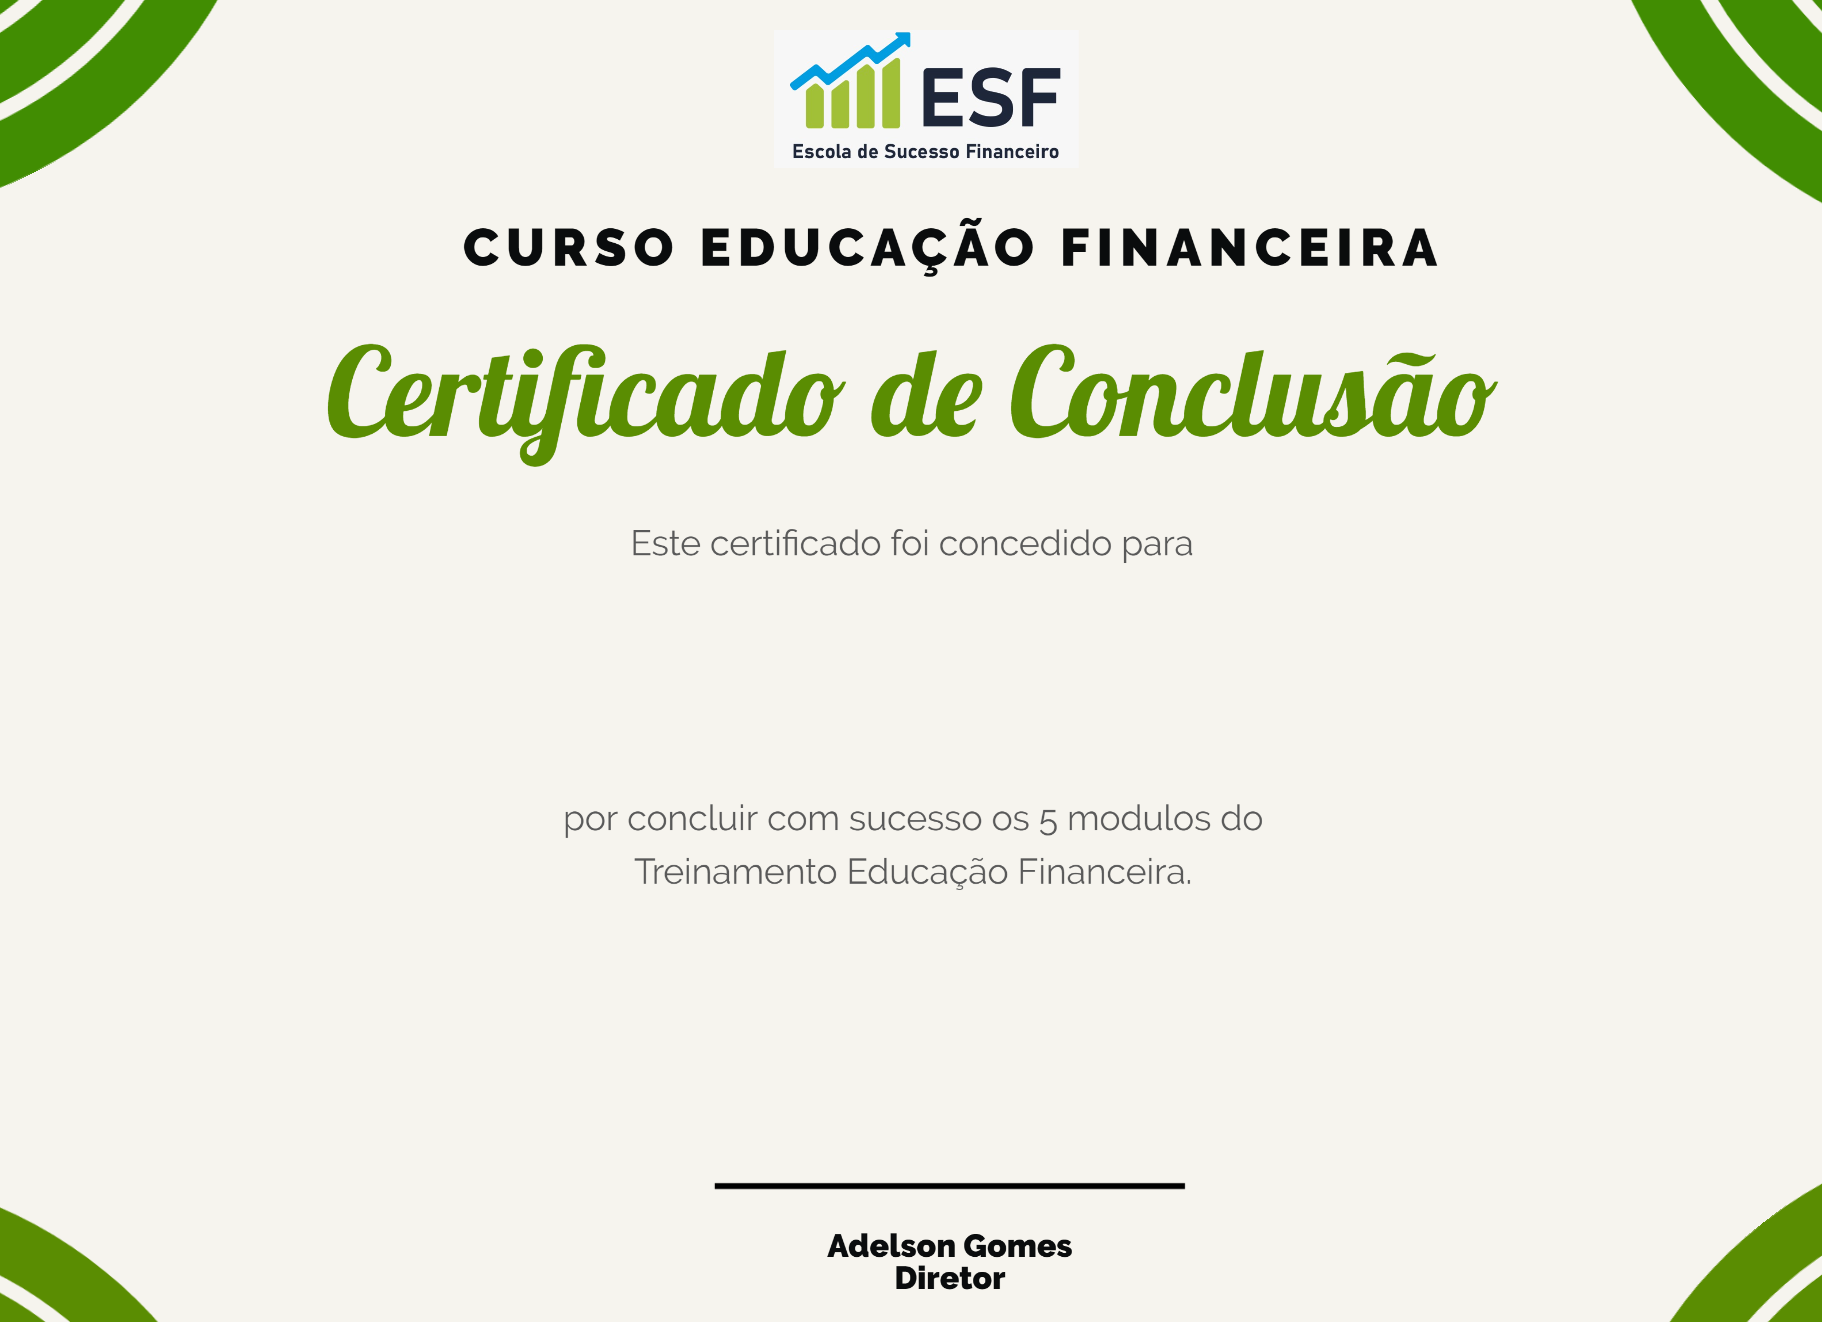 ESF
Escola de Sucesso Financeiro
CURSO EDUCAÇÃO FINANCEIRA
Certificado de Conclusão
Este certificado foi concedido para
por concluir com sucesso os 5 modulos do
Treinamento Educação Financeira.
Adelson Gomes
Diretor